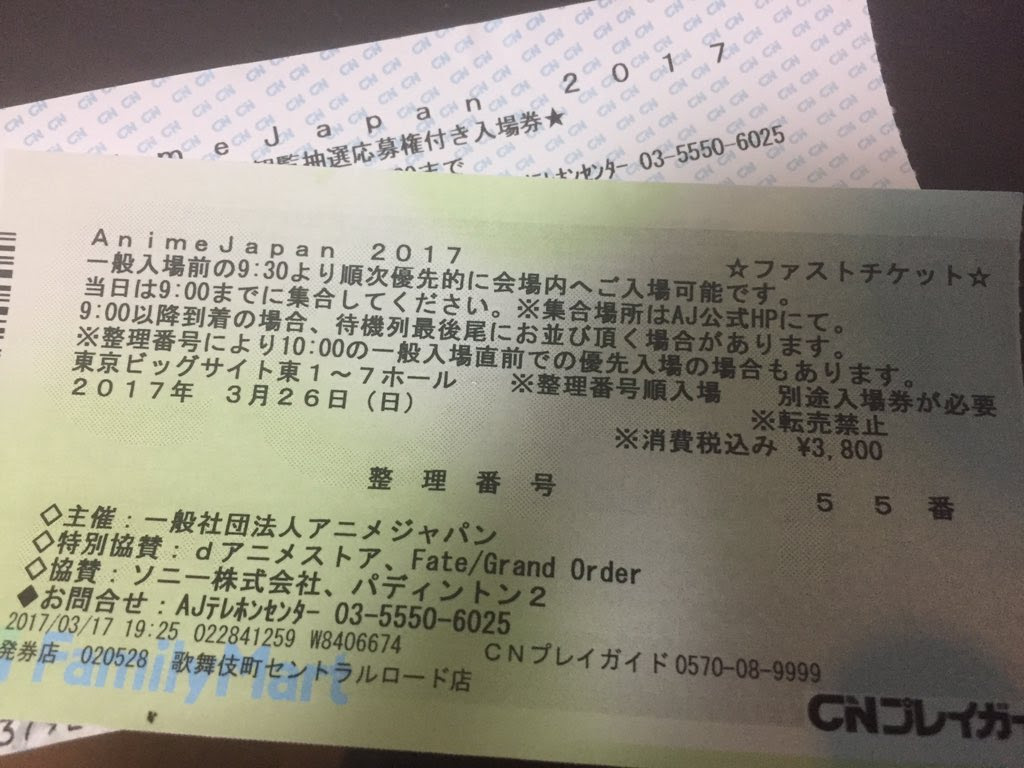 AnimeJapan 2017
抽選応募権付き入場券★
まで
センター 03-5550-6025
AnimeJapan 2017
☆ファストチケット☆
一般入場前の9:30より順次優先的に会場内へご入場可能です。
当日は9:00までに集合してください。※集合場所はAJ公式HPにて。
9:00以降到着の場合、待機列最後尾にお並び頂く場合があります。
※整理番号により10:00の一般入場直前での優先入場の場合もあります。
東京ビッグサイト東1~7ホール ※整理番号順入場 別途入場券が必要
2017年 3月26日(日) ※転売禁止
※消費税込み ¥3,800
整理番号 55番
◇主催:一般社団法人アニメジャパン
◇特別協賛:dアニメストア、Fate/Grand Order
◇協賛:ソニー株式会社、パディントン2
◆お問合せ:AJテレホンセンター 03-5550-6025
2017/03/17 19:25 022841259 W8406674
CNプレイガイド0570-08-9999
発券店 020528 歌舞伎町セントラルロード店
FamilyMart
CNプレイガー